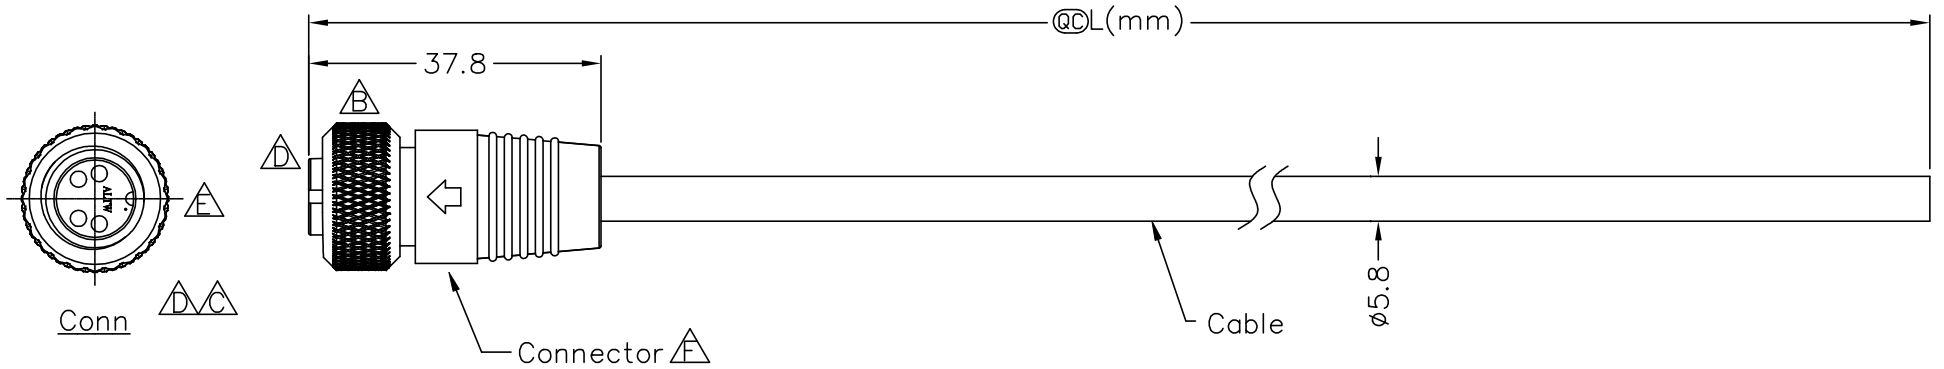 QC L(mm)
37.8
B
D
E
D C
Conn
Connector F
Cable
ø5.8